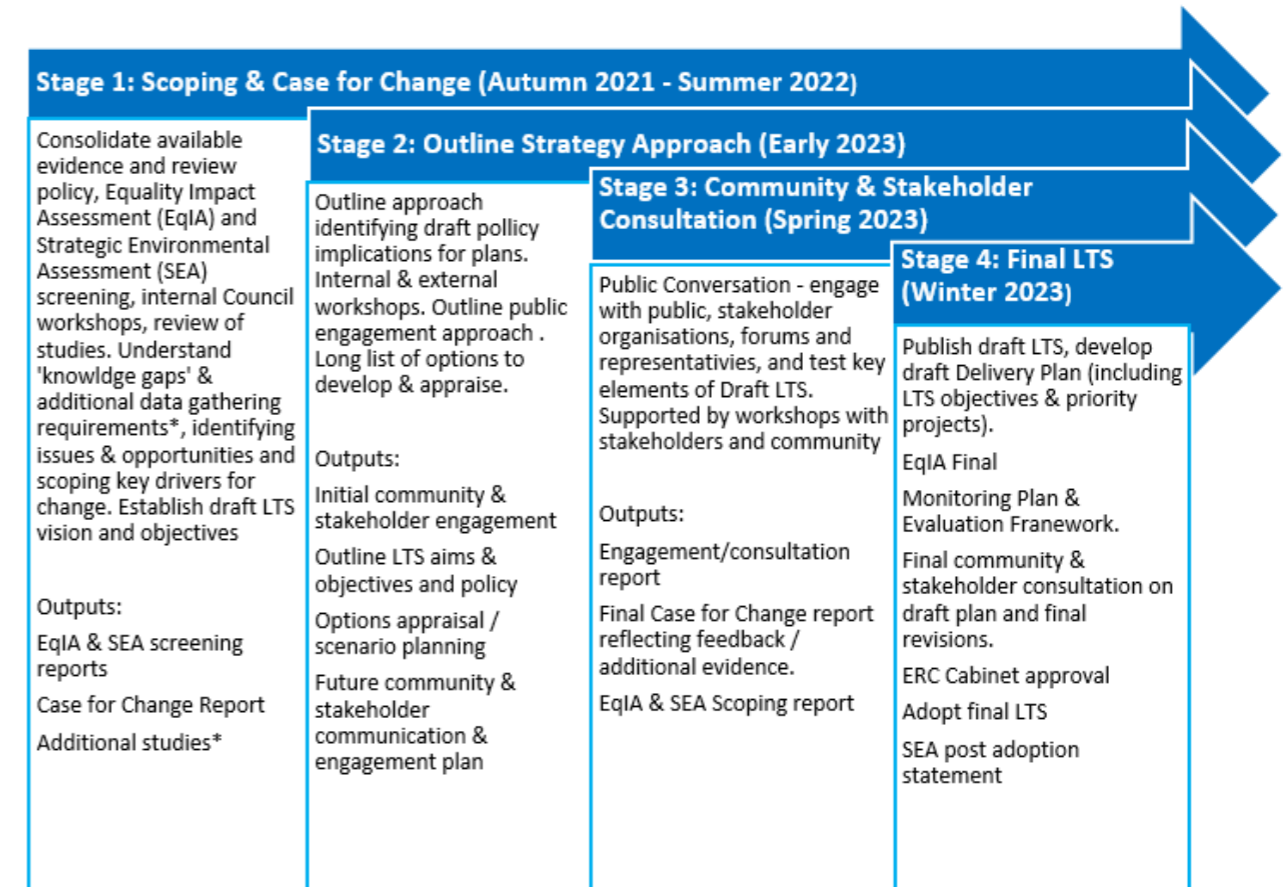 Stage 1: Scoping & Case for Change (Autumn 2021 - Summer 2022)
Consolidate available
evidence and review
policy, Equality Impact
Assessment (EqIA) and
Strategic Environmental
Assessment (SEA)
screening, internal Council
workshops, review of
studies. Understand
'knowldge gaps' &
additional data gathering
requirements*, identifying
issues & opportunities and
scoping key drivers for
change. Establish draft LTS
vision and objectives
Outputs:
EqIA & SEA screening
reports
Case for Change Report
Additional studies*
Stage 2: Outline Strategy Approach (Early 2023)
Outline approach
identifying draft pollicy
implications for plans.
Internal & external
workshops. Outline public
engagement approach .
Long list of options to
develop & appraise.
Outputs:
Initial community &
stakeholder engagement
Outline LTS aims &
objectives and policy
Options appraisal /
scenario planning
Future community &
stakeholder
communication &
engagement plan
Stage 3: Community & Stakeholder
Consultation (Spring 2023)
Public Conversation - engage
with public, stakeholder
organisations, forums and
representativies, and test key
elements of Draft LTS.
Supported by workshops with
stakeholders and community
Outputs:
Engagement/consultation
report
Final Case for Change report
reflecting feedback /
additional evidence.
EqIA & SEA Scoping report
Stage 4: Final LTS
(Winter 2023)
Publish draft LTS, develop
draft Delivery Plan (including
LTS objectives & priority
projects).
EqIA Final
Monitoring Plan &
Evaluation Franework.
Final community &
stakeholder consultation on
draft plan and final
revisions.
ERC Cabinet approval
Adopt final LTS
SEA post adoption
statement